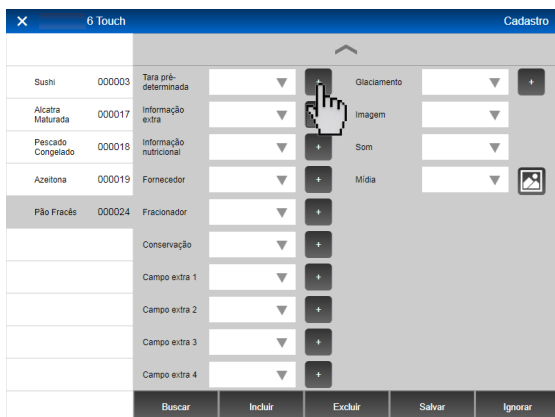 6 Touch Cadastro
Sushi 000003
Alcatra
Maturada 000017
Pescado
Congelado 000018
Azeitona 000019
Pão Fracês 000024
Tara pré-
determinada + Glaciamento +
Informação
extra Imagem
Informação
nutricional + Som
Fornecedor + Mídia
Fracionador +
Conservação +
Campo extra 1 +
Campo extra 2 +
Campo extra 3 +
Campo extra 4 +
Buscar Incluir Excluir Salvar Ignorar